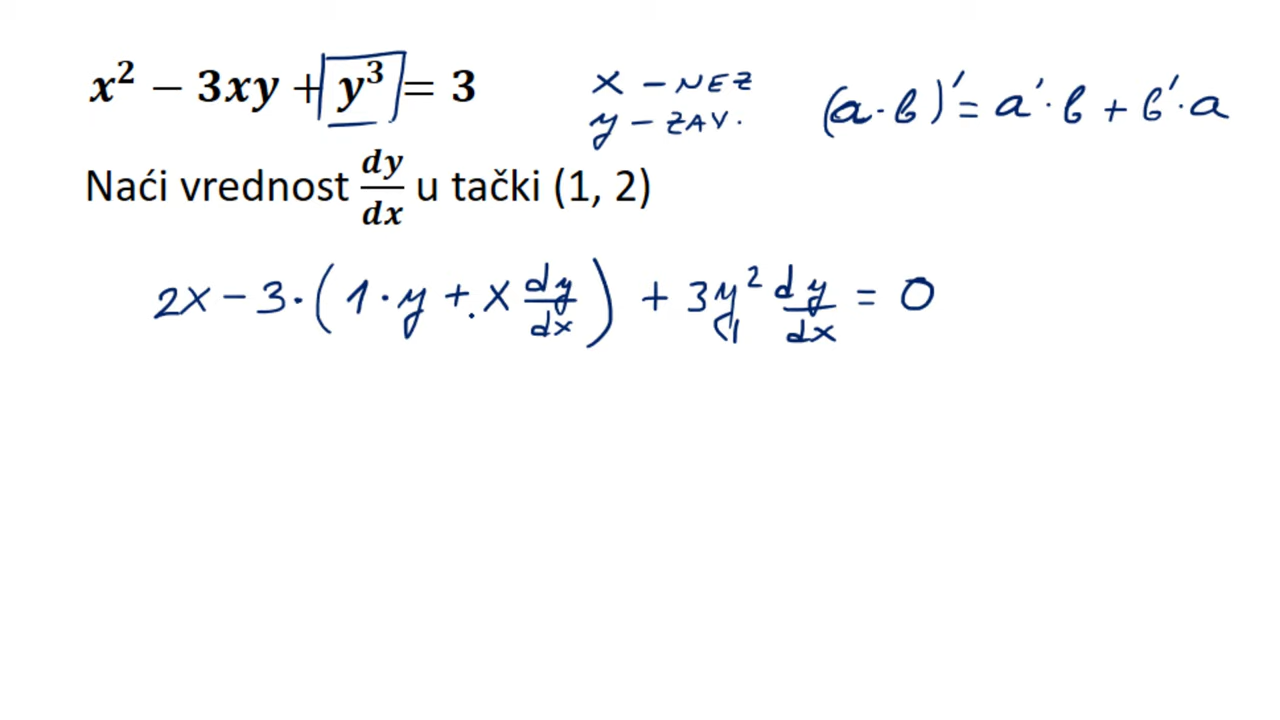 x² − 3xy + y³ = 3
x – NEZ
y – ZAV.
(a·b)' = a'·b + b'·a
Naći vrednost dy/dx u tački (1, 2)
2x − 3·(1·y + x dy/dx) + 3y² dy/dx = 0